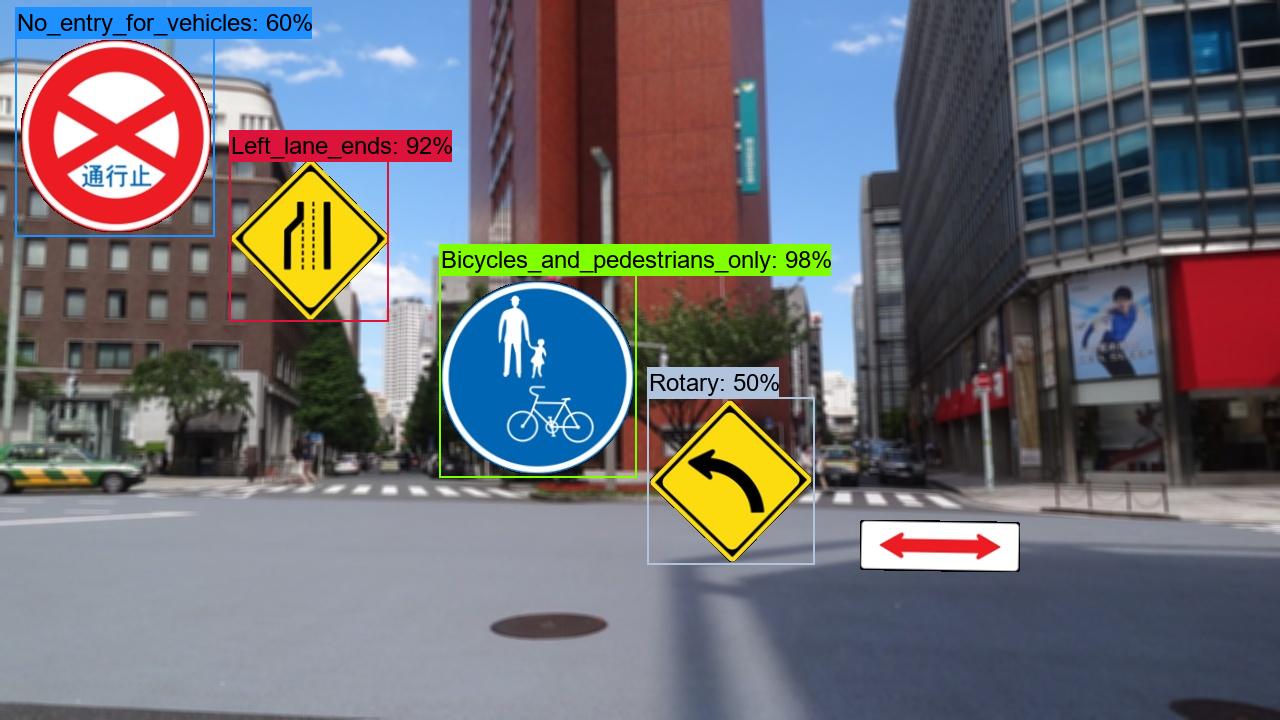 No_entry_for_vehicles: 60%
通行止
Left_lane_ends: 92%
Bicycles_and_pedestrians_only: 98%
Rotary: 50%